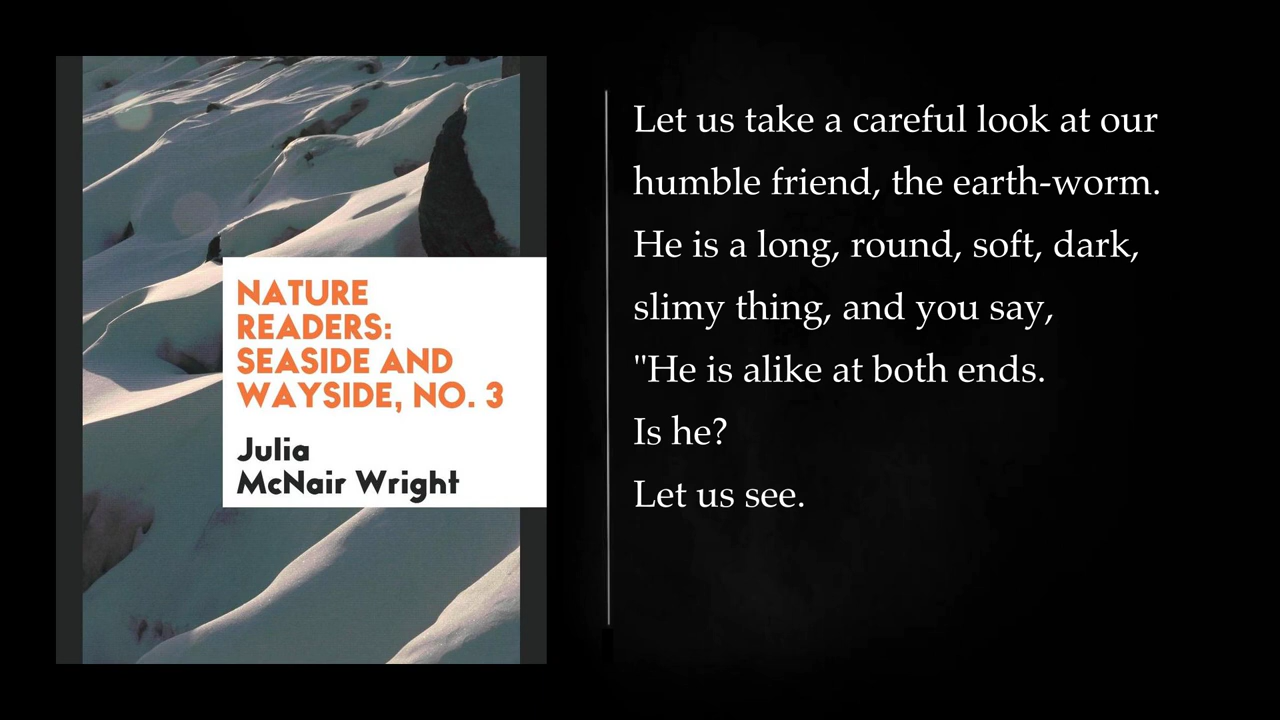 NATURE
READERS:
SEASIDE AND
WAYSIDE, NO. 3
Julia
McNair Wright
Let us take a careful look at our
humble friend, the earth-worm.
He is a long, round, soft, dark,
slimy thing, and you say,
"He is alike at both ends.
Is he?
Let us see.